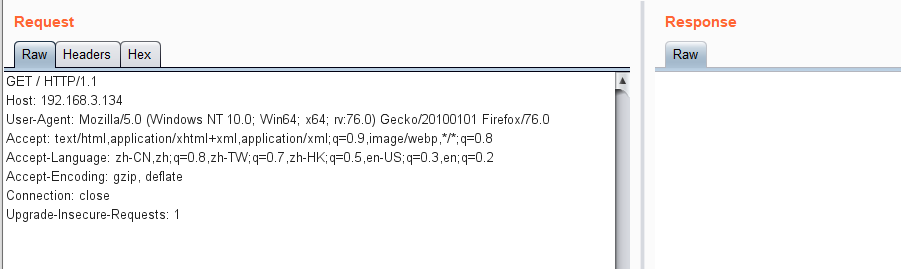 Request
Raw Headers Hex
GET / HTTP/1.1
Host: 192.168.3.134
User-Agent: Mozilla/5.0 (Windows NT 10.0; Win64; x64; rv:76.0) Gecko/20100101 Firefox/76.0
Accept: text/html,application/xhtml+xml,application/xml;q=0.9,image/webp,*/*;q=0.8
Accept-Language: zh-CN,zh;q=0.8,zh-TW;q=0.7,zh-HK;q=0.5,en-US;q=0.3,en;q=0.2
Accept-Encoding: gzip, deflate
Connection: close
Upgrade-Insecure-Requests: 1
Response
Raw